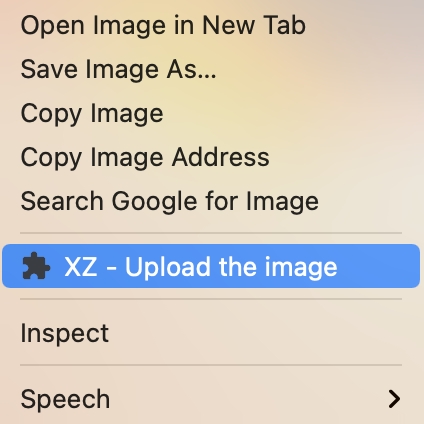 Open Image in New Tab
Save Image As...
Copy Image
Copy Image Address
Search Google for Image
XZ - Upload the image
Inspect
Speech